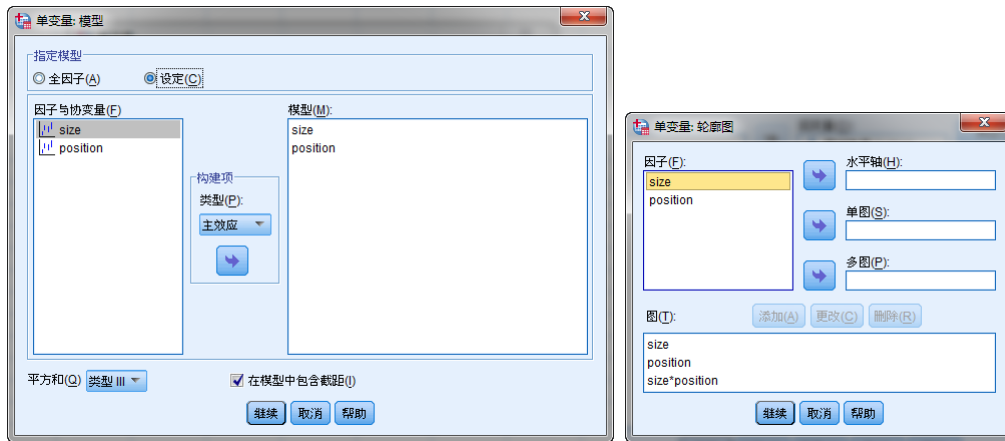 单变量: 模型
指定模型
全因子(A)
设定(C)
因子与协变量(F)
size
position
构建项
类型(P):
主效应
模型(M):
size
position
平方和(Q)
类型 III
在模型中包含截距(I)
继续
取消
帮助
单变量: 轮廓图
因子(F):
size
position
水平轴(H):
单图(S):
多图(P):
图(T):
添加(A)
更改(C)
删除(R)
size
position
size*position
继续
取消
帮助